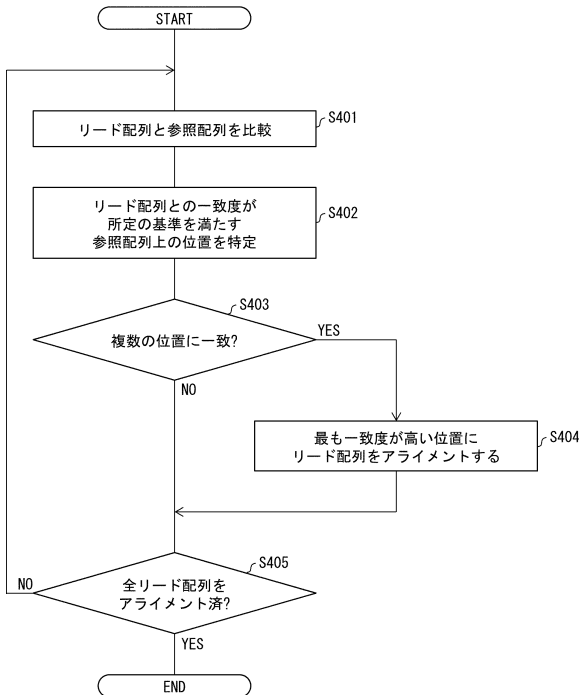 START
リード配列と参照配列を比較
S401
リード配列との一致度が
所定の基準を満たす
参照配列上の位置を特定
S402
S403
複数の位置に一致?
YES
NO
最も一致度が高い位置に
リード配列をアライメントする
S404
S405
全リード配列を
アライメント済?
NO
YES
END